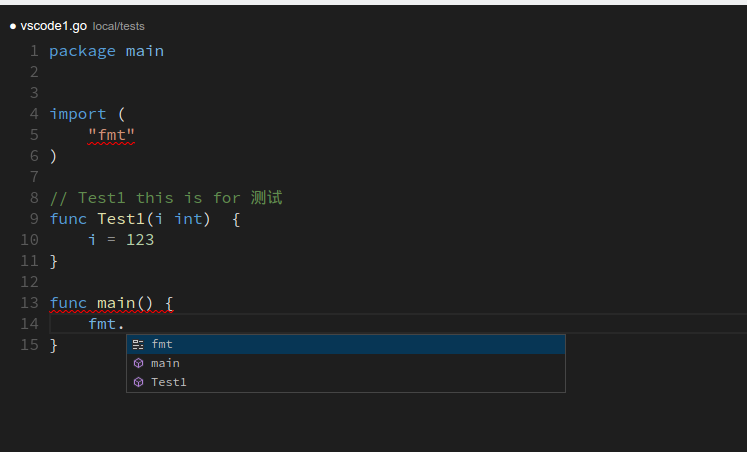 ● vscode1.go local/tests
1 package main
2
3
4 import (
5 "fmt"
6 )
7
8 // Test1 this is for 测试
9 func Test1(i int)  {
10 i = 123
11 }
12
13 func main() {
14 fmt.
15 }
fmt
main
Test1